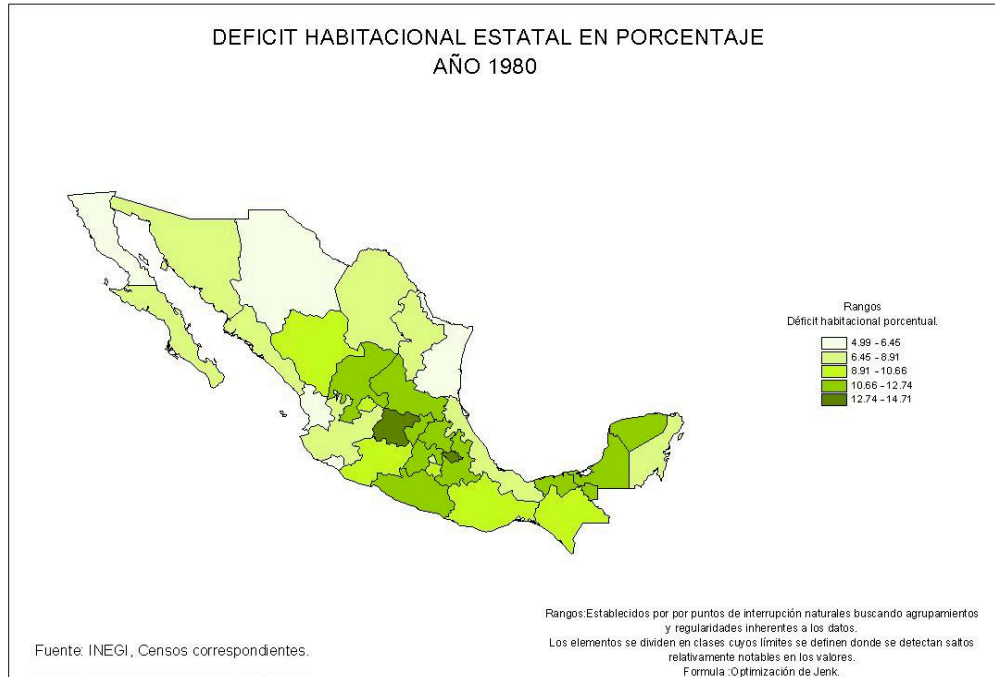 DEFICIT HABITACIONAL ESTATAL EN PORCENTAJE
AÑO 1980
Rangos
Déficit habitacional porcentual.
4.99 - 6.45
6.45 - 8.91
8.91 - 10.66
10.66 - 12.74
12.74 - 14.71
Rangos:Establecidos por por puntos de interrupción naturales buscando agrupamientos
y regularidades inherentes a los datos.
Los elementos se dividen en clases cuyos límites se definen donde se detectan saltos
relativamente notables en los valores.
Formula :Optimización de Jenk.
Fuente: INEGI, Censos correspondientes.